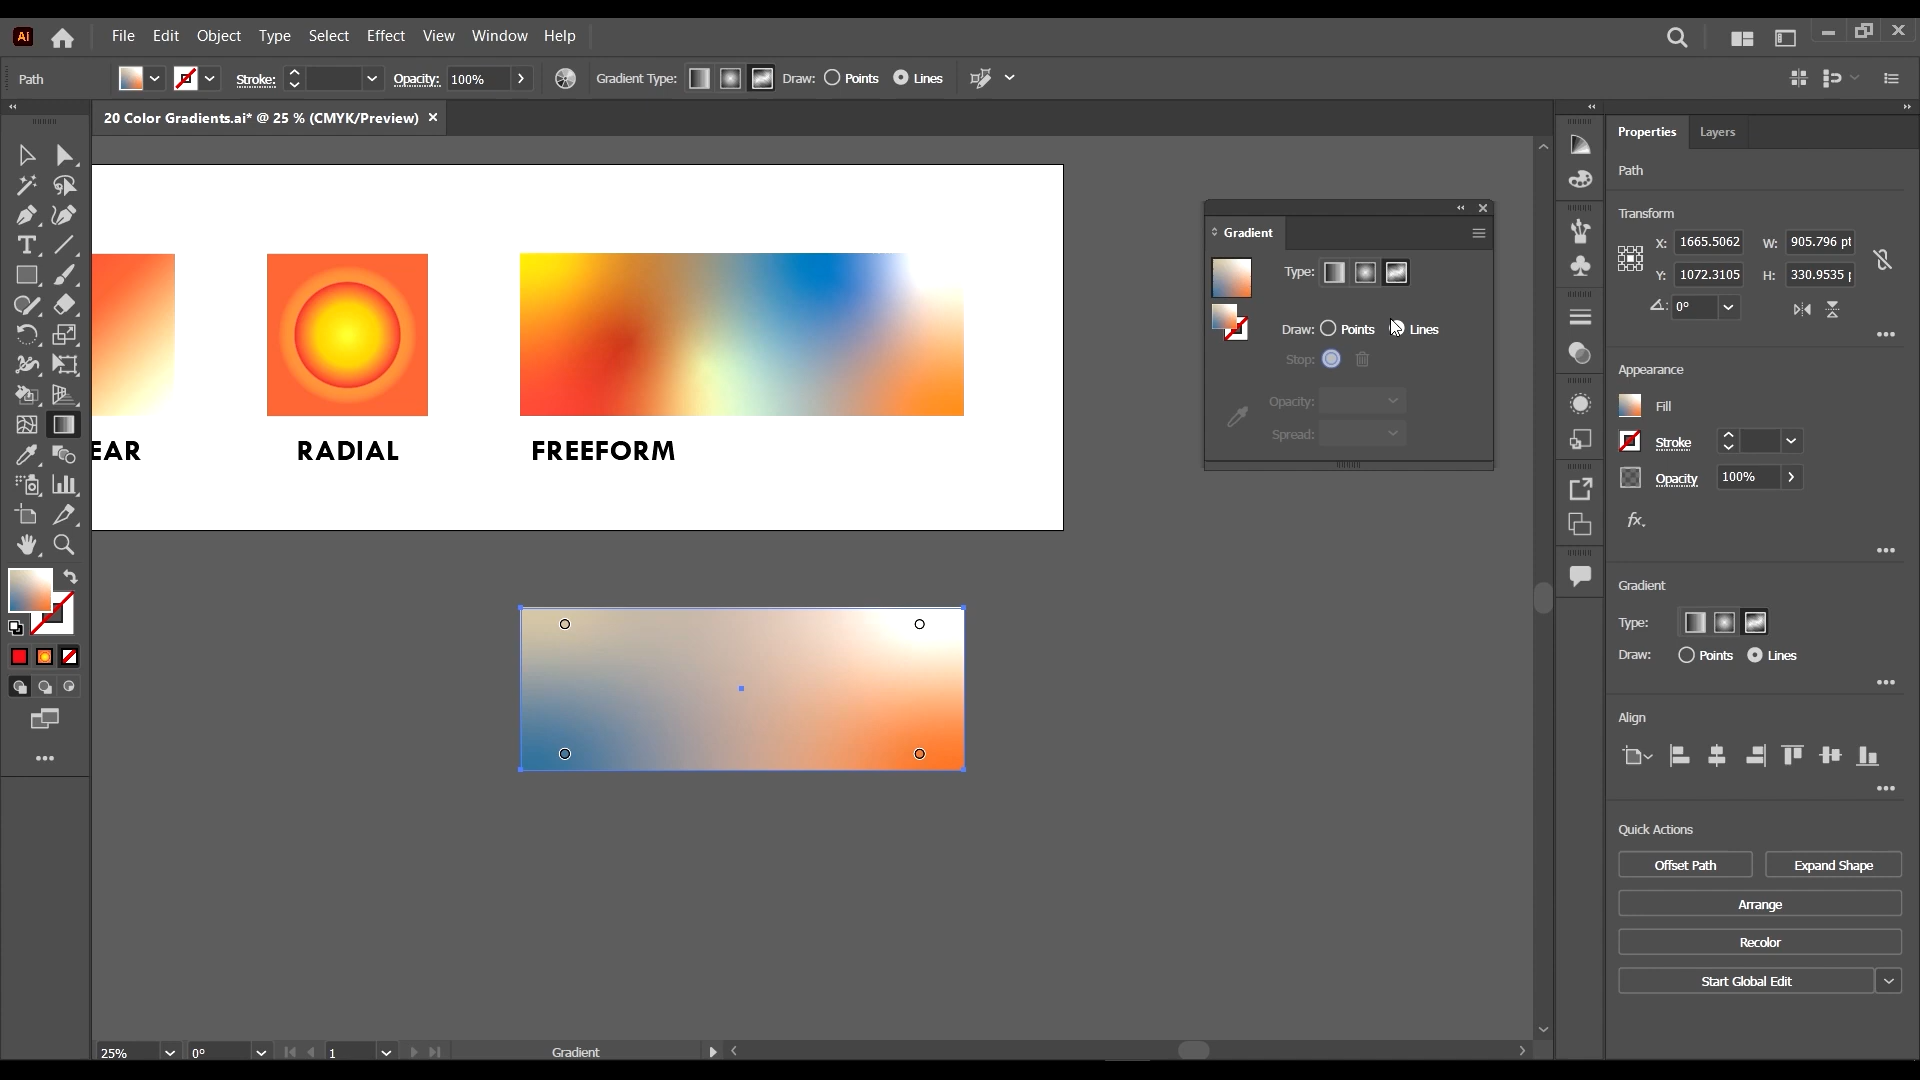 Ai File Edit Object Type Select Effect View Window Help
Path Stroke: Opacity: 100% Gradient Type: Draw: Points Lines
20 Color Gradients.ai* @ 25 % (CMYK/Preview) ×
EAR RADIAL FREEFORM
Gradient
Type:
Draw: Points Lines
Stop:
Opacity:
Spread:
Properties Layers
Path
Transform
X: 1665.5062 W: 905.796 pt
Y: 1072.3105 H: 330.9535 p
0°
Appearance
Fill
Stroke
Opacity 100%
fx.
Gradient
Type:
Draw: Points Lines
Align
Quick Actions
Offset Path Expand Shape
Arrange
Recolor
Start Global Edit
25% 0° 1 Gradient